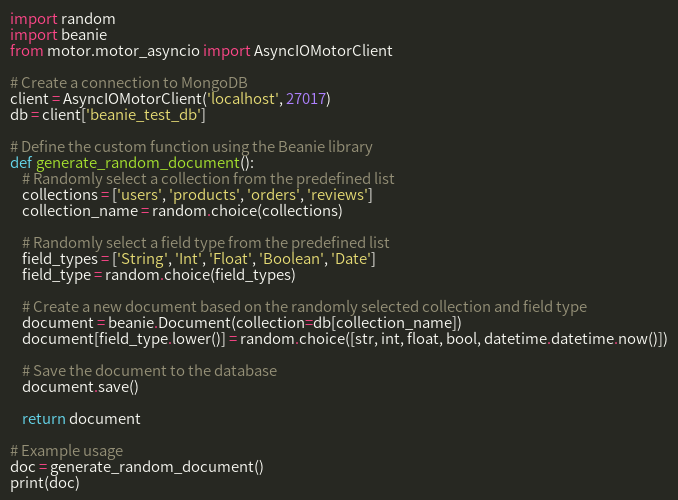 import random
import beanie
from motor.motor_asyncio import AsyncIOMotorClient

# Create a connection to MongoDB
client = AsyncIOMotorClient('localhost', 27017)
db = client['beanie_test_db']

# Define the custom function using the Beanie library
def generate_random_document():
    # Randomly select a collection from the predefined list
    collections = ['users', 'products', 'orders', 'reviews']
    collection_name = random.choice(collections)

    # Randomly select a field type from the predefined list
    field_types = ['String', 'Int', 'Float', 'Boolean', 'Date']
    field_type = random.choice(field_types)

    # Create a new document based on the randomly selected collection and field type
    document = beanie.Document(collection=db[collection_name])
    document[field_type.lower()] = random.choice([str, int, float, bool, datetime.datetime.now()])

    # Save the document to the database
    document.save()

    return document

# Example usage
doc = generate_random_document()
print(doc)